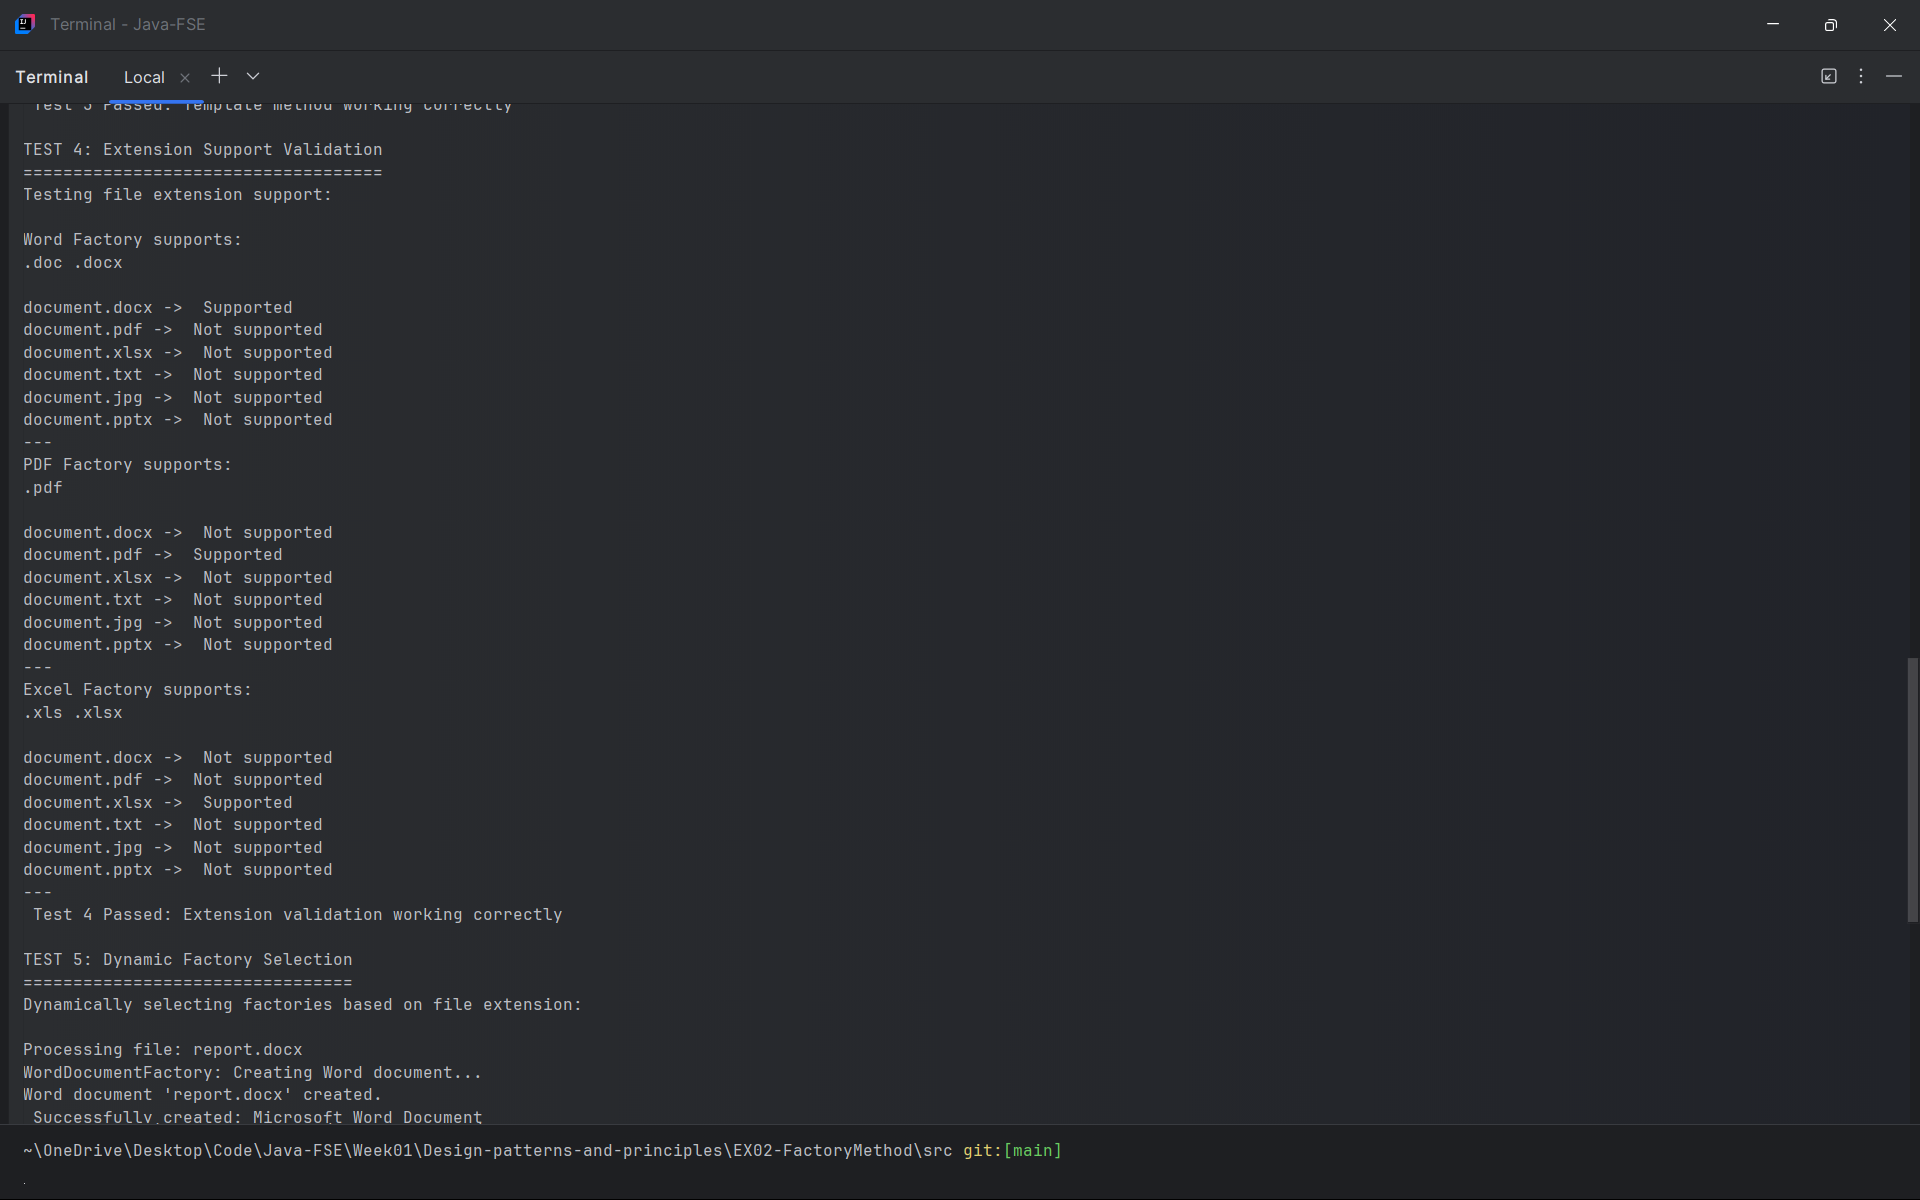 Terminal - Java-FSE
Terminal Local
Test 3 Passed: Template method working correctly
TEST 4: Extension Support Validation
====================================
Testing file extension support:
Word Factory supports:
.doc .docx
document.docx ->  Supported
document.pdf ->  Not supported
document.xlsx ->  Not supported
document.txt ->  Not supported
document.jpg ->  Not supported
document.pptx ->  Not supported
---
PDF Factory supports:
.pdf
document.docx ->  Not supported
document.pdf ->  Supported
document.xlsx ->  Not supported
document.txt ->  Not supported
document.jpg ->  Not supported
document.pptx ->  Not supported
---
Excel Factory supports:
.xls .xlsx
document.docx ->  Not supported
document.pdf ->  Not supported
document.xlsx ->  Supported
document.txt ->  Not supported
document.jpg ->  Not supported
document.pptx ->  Not supported
---
Test 4 Passed: Extension validation working correctly
TEST 5: Dynamic Factory Selection
=================================
Dynamically selecting factories based on file extension:
Processing file: report.docx
WordDocumentFactory: Creating Word document...
Word document 'report.docx' created.
Successfully created: Microsoft Word Document
~\OneDrive\Desktop\Code\Java-FSE\Week01\Design-patterns-and-principles\EX02-FactoryMethod\src git:[main]